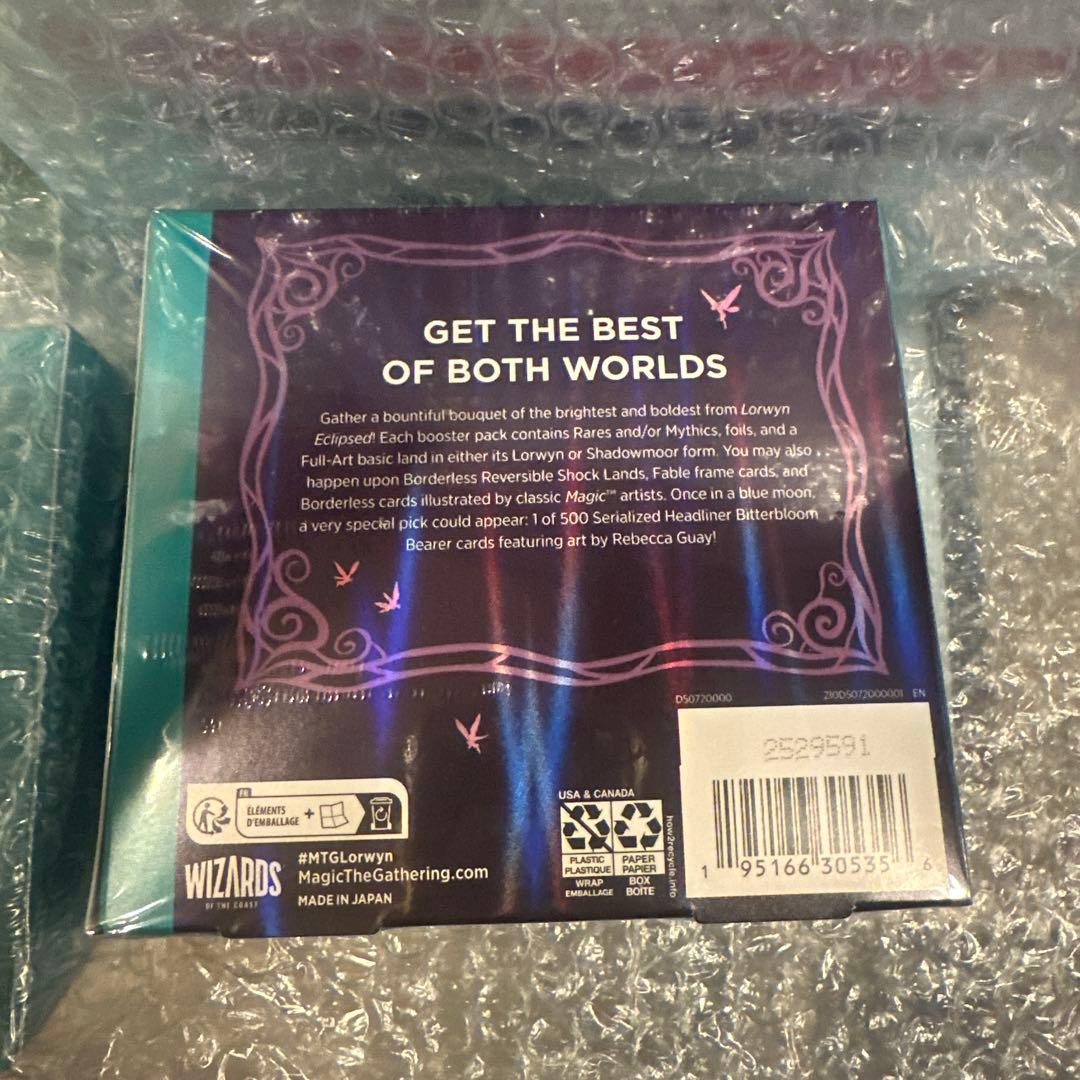 GET THE BEST
OF BOTH WORLDS
Gather a bountiful bouquet of the brightest and boldest from Lorwyn
Eclipsed! Each booster pack contains Rares and/or Mythics, foils, and a
Full-Art basic land in either its Lorwyn or Shadowmoor form. You may also
happen upon Borderless Reversible Shock Lands, Fable frame cards, and
Borderless cards illustrated by classic Magic™ artists. Once in a blue moon,
a very special pick could appear: 1 of 500 Serialized Headliner Bitterbloom
Bearer cards featuring art by Rebecca Guay!
D50720000
Z10D5072000001 EN
2529591
1 95166 30535 6
FR
ÉLÉMENTS
D'EMBALLAGE
+
WIZARDS
OF THE COAST
#MTGLorwyn
MagicTheGathering.com
MADE IN JAPAN
USA & CANADA
PLASTIC
PLASTIQUE
WRAP
EMBALLAGE
PAPER
PAPIER
BOX
BOÎTE
how2recycle.info